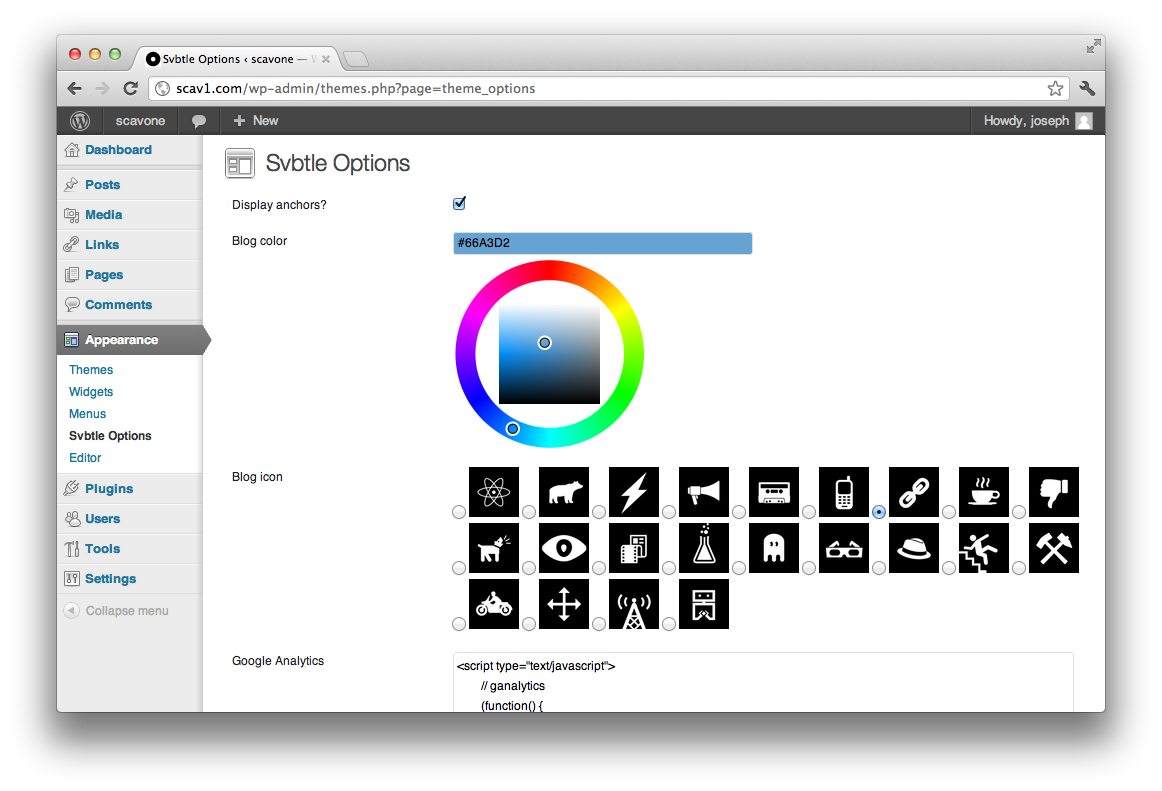 Svbtle Options ‹ scavone — W
scav1.com/wp-admin/themes.php?page=theme_options
scavone
+ New
Howdy, joseph
Dashboard
Posts
Media
Links
Pages
Comments
Appearance
Themes
Widgets
Menus
Svbtle Options
Editor
Plugins
Users
Tools
Settings
Collapse menu
Svbtle Options
Display anchors?
Blog color
#66A3D2
Blog icon
Google Analytics
<script type="text/javascript">
// ganalytics
(function() {